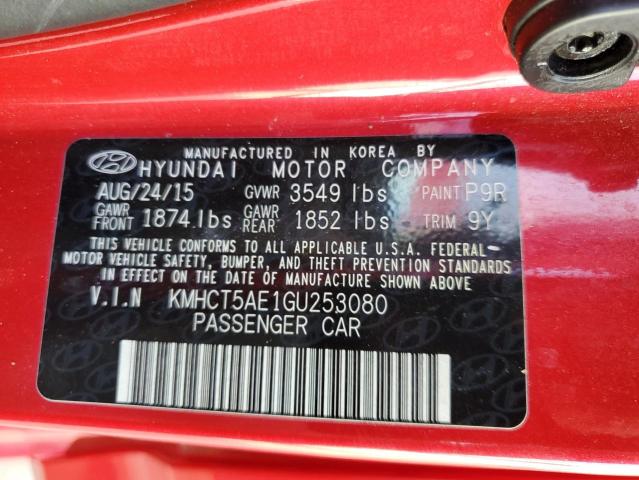 MANUFACTURED IN KOREA BY
HYUNDAI MOTOR COMPANY
AUG/24/15 GVWR 3549 lbs PAINT P9R
GAWR FRONT 1874 lbs GAWR REAR 1852 lbs TRIM 9Y
THIS VEHICLE CONFORMS TO ALL APPLICABLE U.S.A. FEDERAL-
MOTOR VEHICLE SAFETY, BUMPER, AND THEFT PREVENTION STANDARDS
IN EFFECT ON THE DATE OF MANUFACTURE SHOWN ABOVE
V.I.N KMHCT5AE1GU253080
PASSENGER CAR